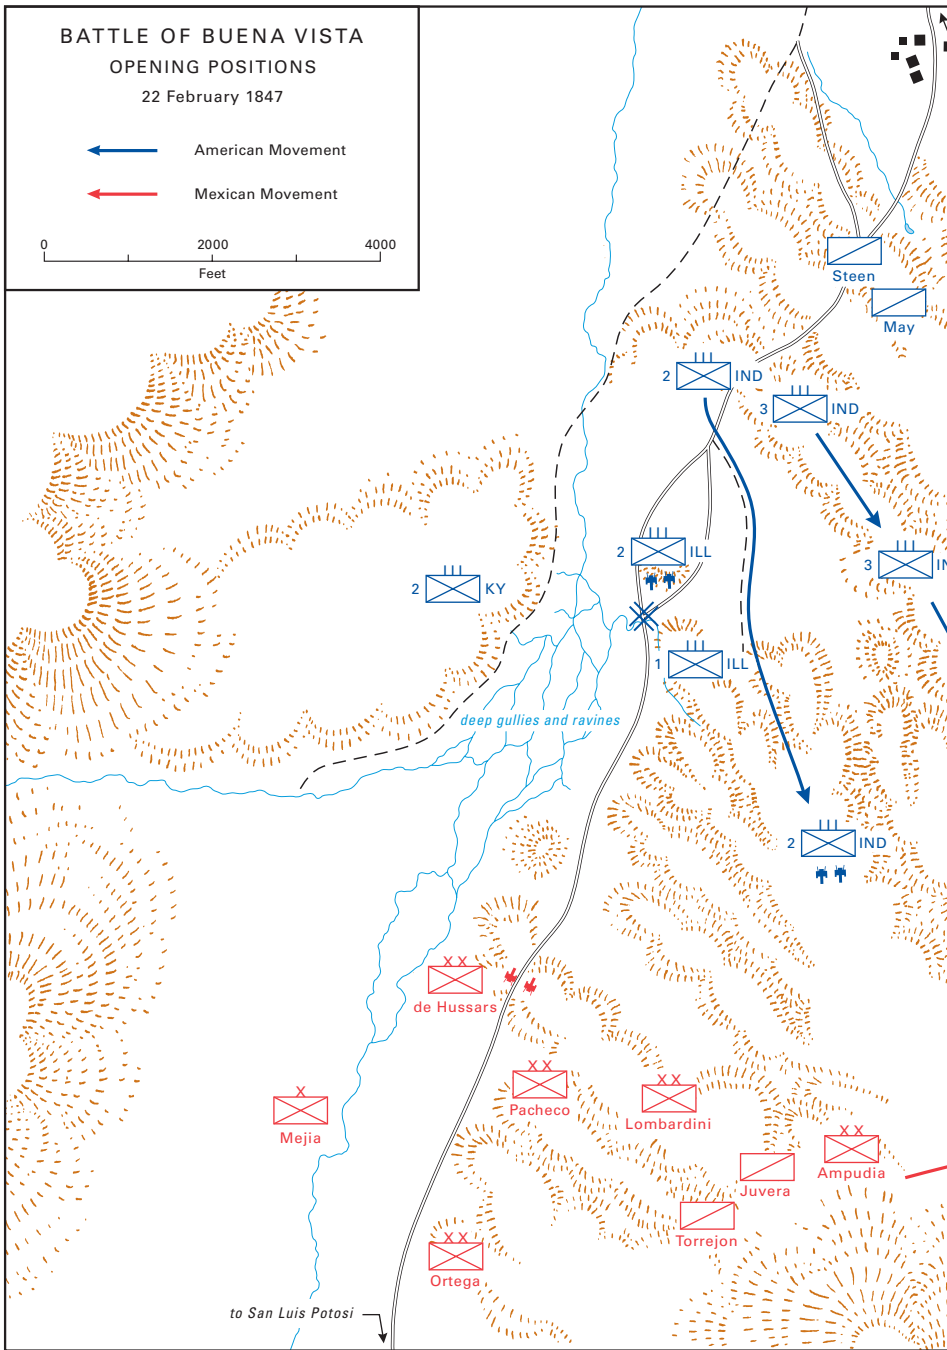 BATTLE OF BUENA VISTA
OPENING POSITIONS
22 February 1847
American Movement
Mexican Movement
0 2000 4000
Feet
Steen
May
2 IND
3 IND
2 ILL
3 IN
2 KY
1 ILL
deep gullies and ravines
2 IND
X X
de Hussars
X X
Pacheco
X X
Lombardini
X
Mejia
X X
Ampudia
Juvera
Torrejon
X X
Ortega
to San Luis Potosi